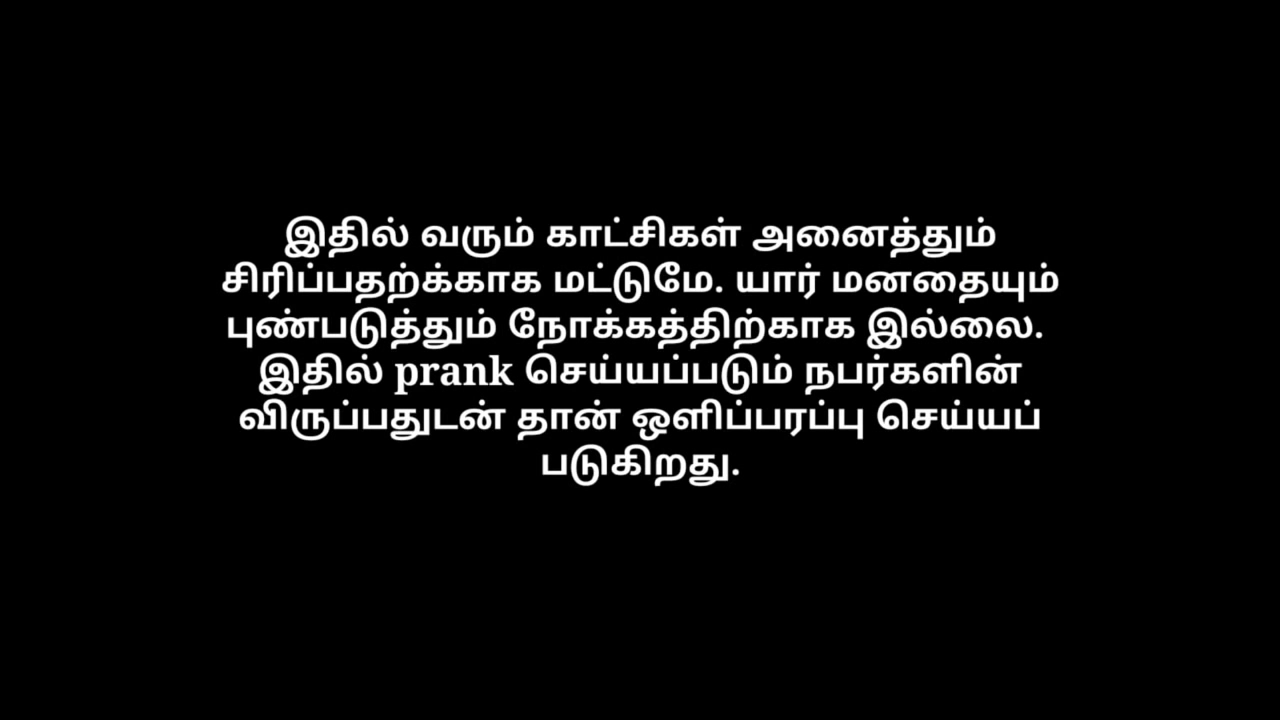 இதில் வரும் காட்சிகள் அனைத்தும்
சிரிப்பதற்க்காக மட்டுமே. யார் மனதையும்
புண்படுத்தும் நோக்கத்திற்காக இல்லை.
இதில் prank செய்யப்படும் நபர்களின்
விருப்பதுடன் தான் ஒளிப்பரப்பு செய்யப்
படுகிறது.